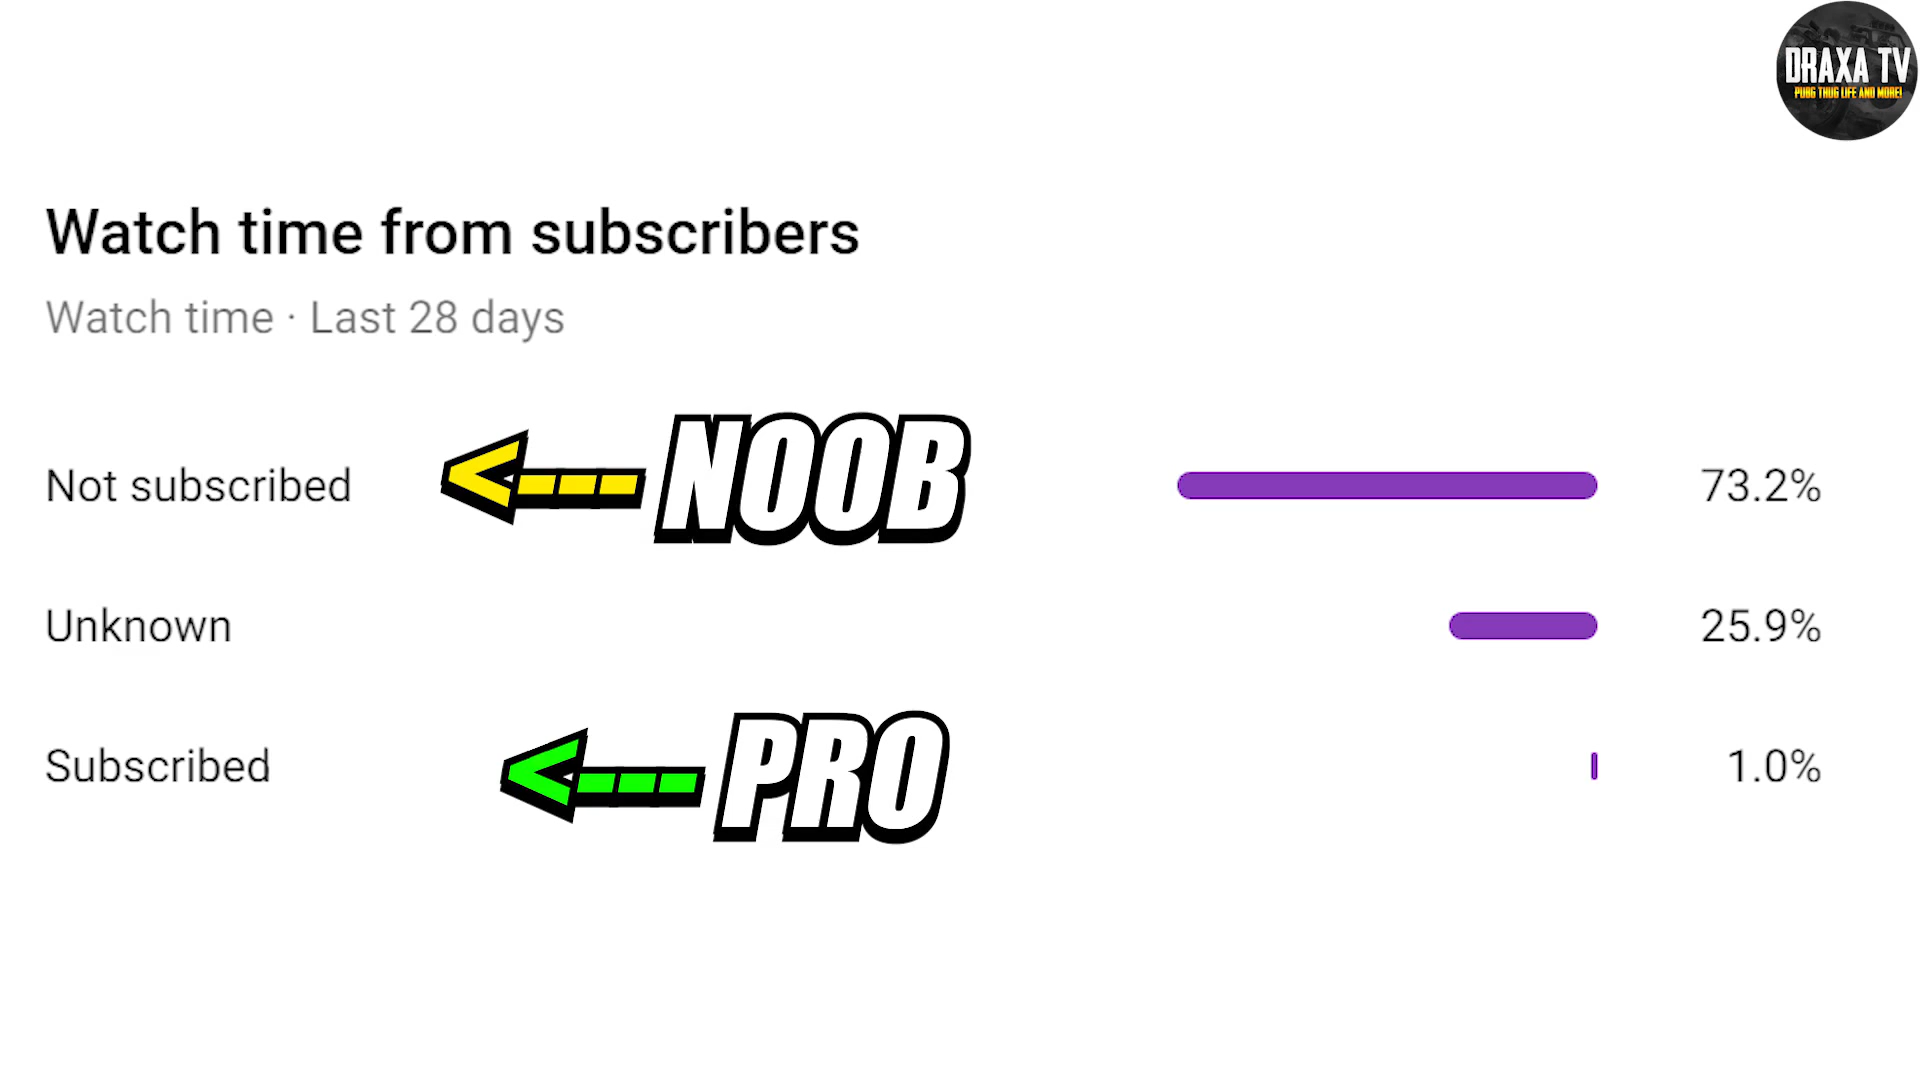 DRAXA TV
PUBG THUG LIFE AND MORE!
Watch time from subscribers
Watch time · Last 28 days
Not subscribed NOOB 73.2%
Unknown 25.9%
Subscribed PRO 1.0%